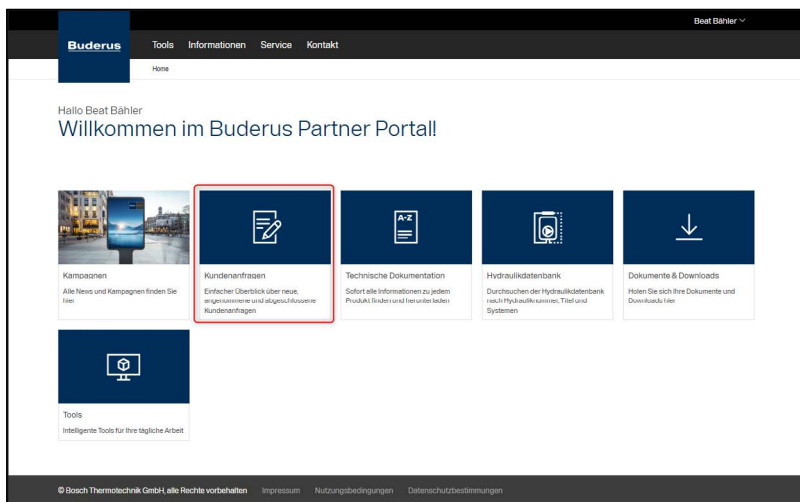 Beat Bähler
Buderus
Tools Informationen Service Kontakt
Home
Hallo Beat Bähler
Willkommen im Buderus Partner Portal!
Kampagnen
Alle News und Kampagnen finden Sie
hier
Kundenanfragen
Einfacher Überblick über neue,
angenommene und abgeschlossene
Kundenanfragen
A-Z
Technische Dokumentation
Sofort alle Informationen zu jedem
Produkt finden und herunterladen
Hydraulikdatenbank
Durchsuchen der Hydraulikdatenbank
nach Hydrauliknummer, Titel und
Systemen
Dokumente & Downloads
Holen Sie sich Ihre Dokumente und
Downloads hier
Tools
Intelligente Tools für Ihre tägliche Arbeit
© Bosch Thermotechnik GmbH, alle Rechte vorbehalten Impressum Nutzungsbedingungen Datenschutzbestimmungen